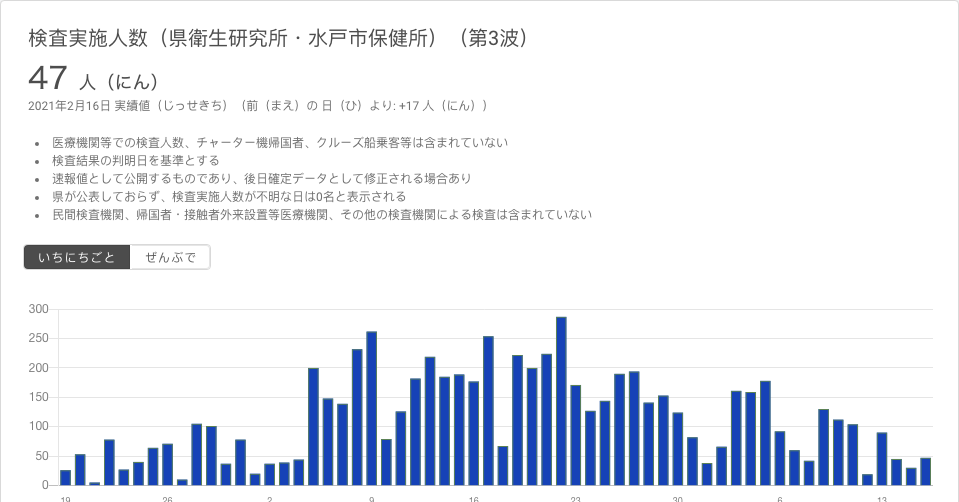 検査実施人数（県衛生研究所・水戸市保健所）（第3波）
47 人（にん）
2021年2月16日 実績値（じっせきち）（前（まえ）の 日（ひ）より: +17 人（にん））
• 医療機関等での検査人数、チャーター機帰国者、クルーズ船乗客等は含まれていない
• 検査結果の判明日を基準とする
• 速報値として公開するものであり、後日確定データとして修正される場合あり
• 県が公表しておらず、検査実施人数が不明な日は0名と表示される
• 民間検査機関、帰国者・接触者外来設置等医療機関、その他の検査機関による検査は含まれていない
いちにちごと ぜんぶで
300
250
200
150
100
50
0
19 26 2 9 16 23 30 6 13